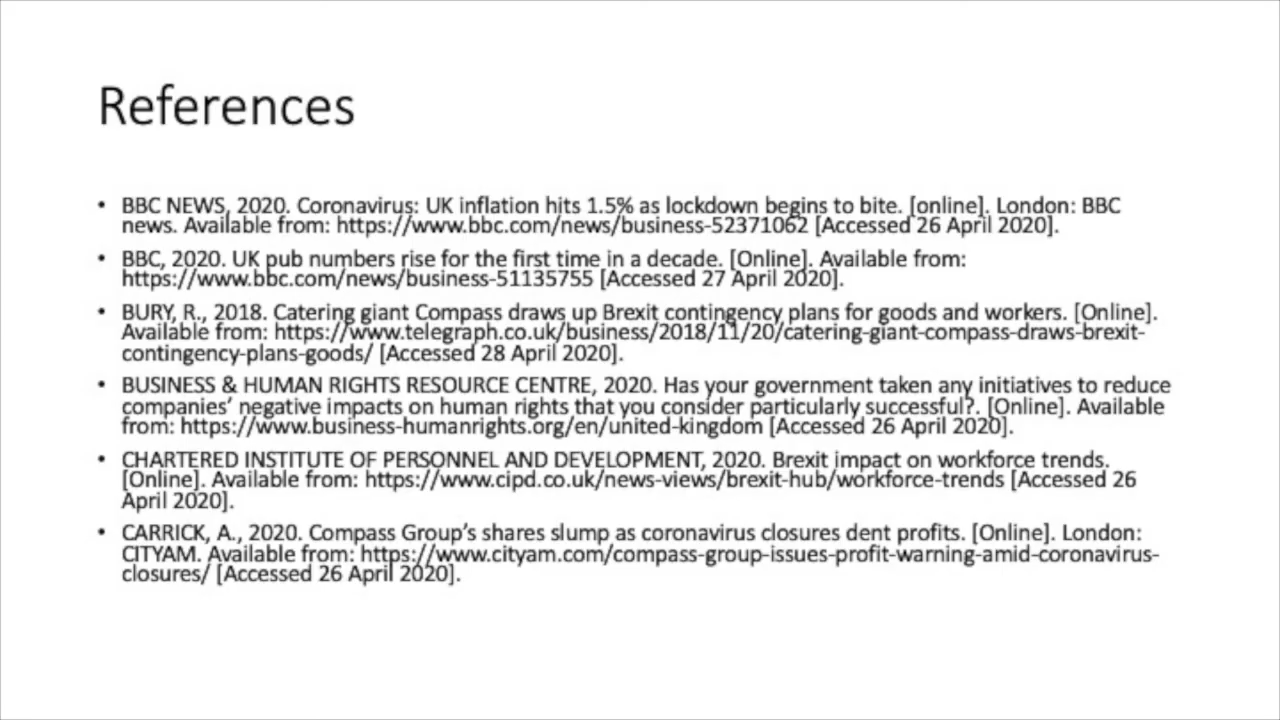 References
• BBC NEWS, 2020. Coronavirus: UK inflation hits 1.5% as lockdown begins to bite. [online]. London: BBC
news. Available from: https://www.bbc.com/news/business-52371062 [Accessed 26 April 2020].
• BBC, 2020. UK pub numbers rise for the first time in a decade. [Online]. Available from:
https://www.bbc.com/news/business-51135755 [Accessed 27 April 2020].
• BURY, R., 2018. Catering giant Compass draws up Brexit contingency plans for goods and workers. [Online].
Available from: https://www.telegraph.co.uk/business/2018/11/20/catering-giant-compass-draws-brexit-
contingency-plans-goods/ [Accessed 28 April 2020].
• BUSINESS & HUMAN RIGHTS RESOURCE CENTRE, 2020. Has your government taken any initiatives to reduce
companies’ negative impacts on human rights that you consider particularly successful?. [Online]. Available
from: https://www.business-humanrights.org/en/united-kingdom [Accessed 26 April 2020].
• CHARTERED INSTITUTE OF PERSONNEL AND DEVELOPMENT, 2020. Brexit impact on workforce trends.
[Online]. Available from: https://www.cipd.co.uk/news-views/brexit-hub/workforce-trends [Accessed 26
April 2020].
• CARRICK, A., 2020. Compass Group’s shares slump as coronavirus closures dent profits. [Online]. London:
CITYAM. Available from: https://www.cityam.com/compass-group-issues-profit-warning-amid-coronavirus-
closures/ [Accessed 26 April 2020].